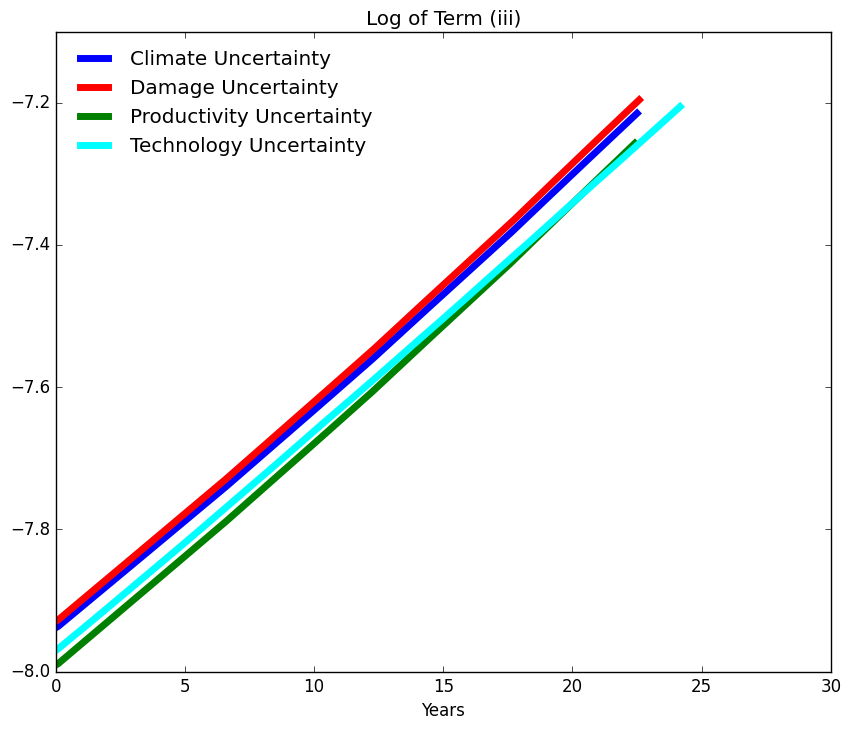 Log of Term (iii)
Climate Uncertainty
Damage Uncertainty
Productivity Uncertainty
Technology Uncertainty
−7.2
−7.4
−7.6
−7.8
−8.0
0 5 10 15 20 25 30
Years